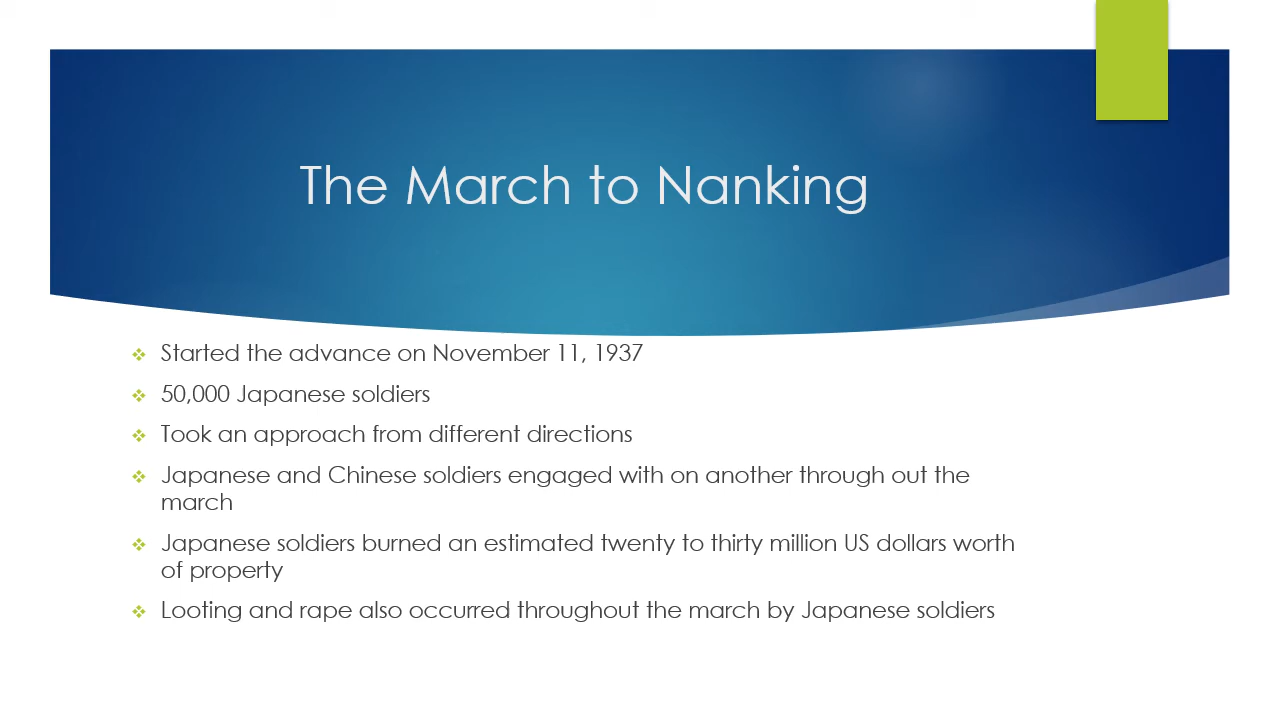 The March to Nanking
Started the advance on November 11, 1937
50,000 Japanese soldiers
Took an approach from different directions
Japanese and Chinese soldiers engaged with on another through out the
march
Japanese soldiers burned an estimated twenty to thirty million US dollars worth
of property
Looting and rape also occurred throughout the march by Japanese soldiers